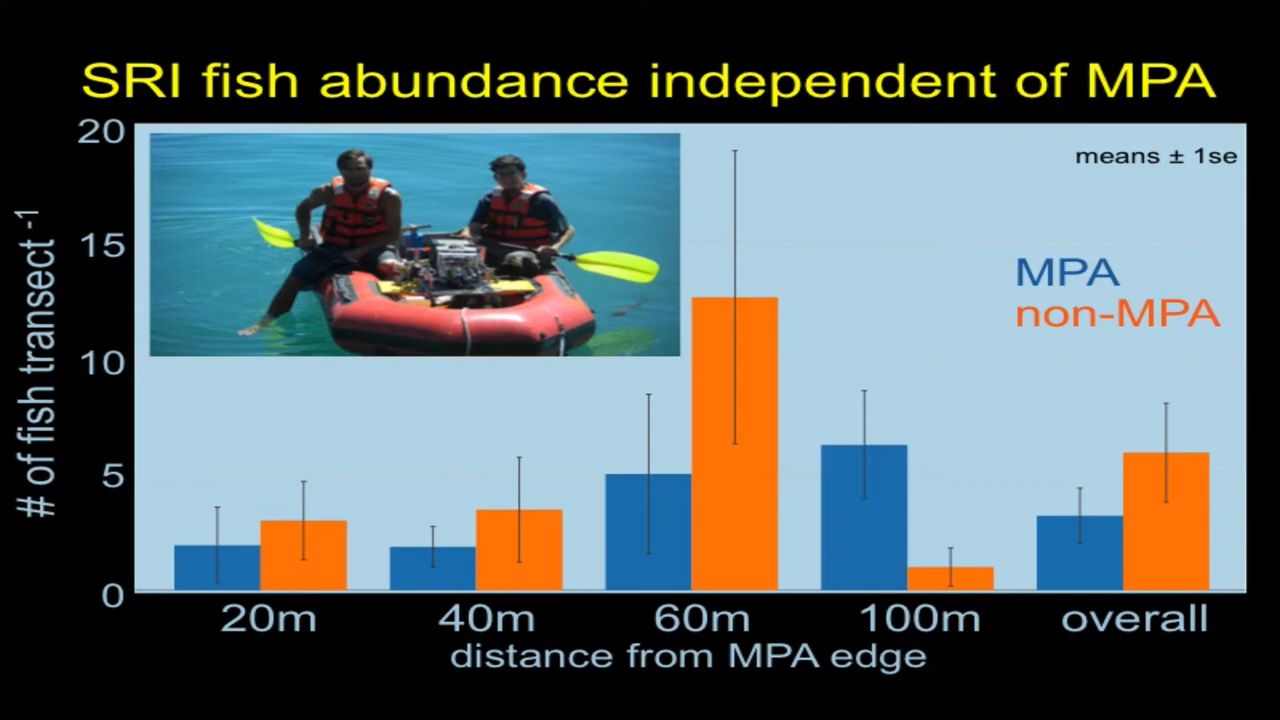 SRI fish abundance independent of MPA
means ± 1se
MPA
non-MPA
# of fish transect -1
20
15
10
5
0
20m 40m 60m 100m overall
distance from MPA edge